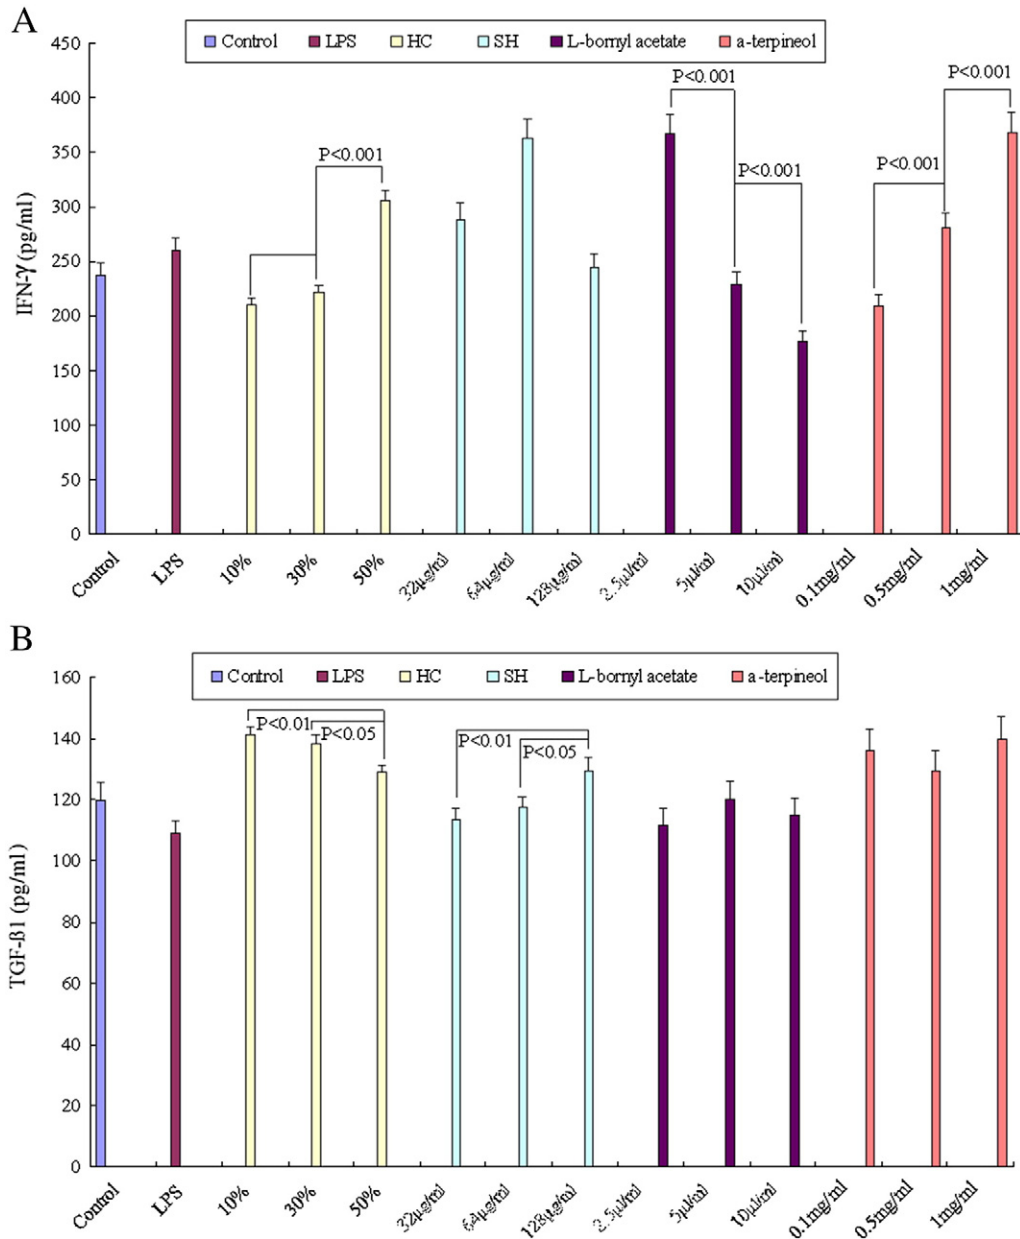 A
Control LPS HC SH L-bornyl acetate a-terpineol
450
400
350
300
250
200
150
100
50
0
IFN-γ (pg/ml)
P<0.001
P<0.001
P<0.001
P<0.001
P<0.001
Control LPS 10% 30% 50% 32μg/ml 64μg/ml 128μg/ml 2.5μl/ml 5μl/ml 10μl/ml 0.1mg/ml 0.5mg/ml 1mg/ml
B
Control LPS HC SH L-bornyl acetate a-terpineol
160
140
120
100
80
60
40
20
0
TGF-ß1 (pg/ml)
P<0.01
P<0.05
P<0.01
P<0.05
Control LPS 10% 30% 50% 32μg/ml 64μg/ml 128μg/ml 2.5μl/ml 5μl/ml 10μl/ml 0.1mg/ml 0.5mg/ml 1mg/ml